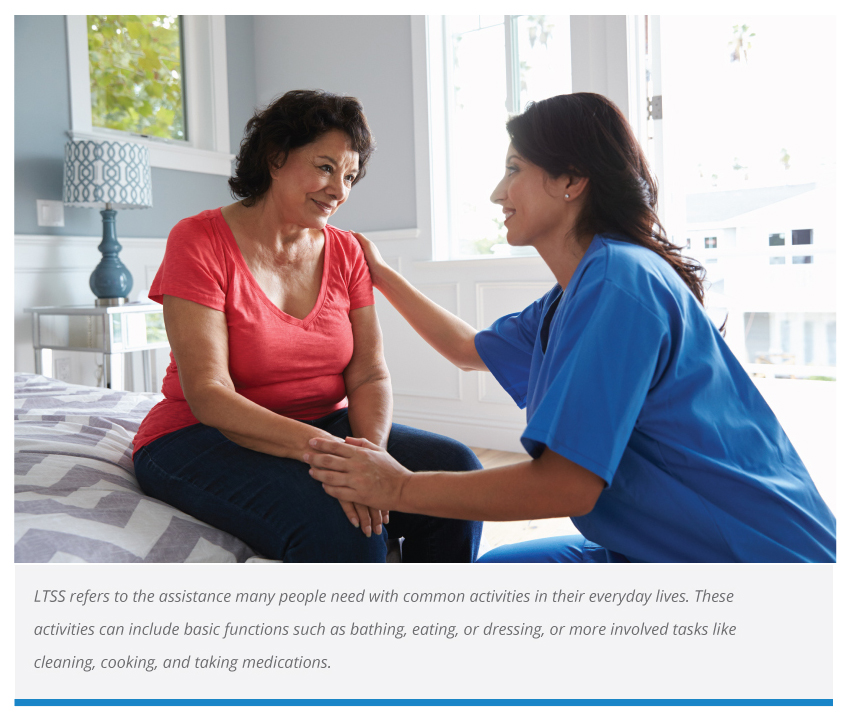 LTSS refers to the assistance many people need with common activities in their everyday lives. These
activities can include basic functions such as bathing, eating, or dressing, or more involved tasks like
cleaning, cooking, and taking medications.